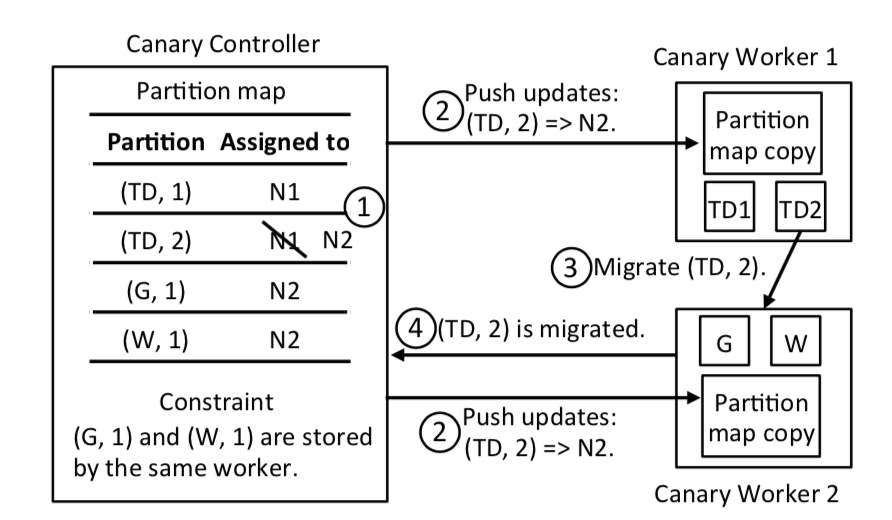 Canary Controller
Partition map
Partition Assigned to
(TD, 1) N1
1
(TD, 2) N1 N2
(G, 1) N2
(W, 1) N2
Constraint
(G, 1) and (W, 1) are stored
by the same worker.
2 Push updates:
(TD, 2) => N2.
Canary Worker 1
Partition
map copy
TD1 TD2
3 Migrate (TD, 2).
4 (TD, 2) is migrated.
G W
Partition
map copy
2 Push updates:
(TD, 2) => N2.
Canary Worker 2